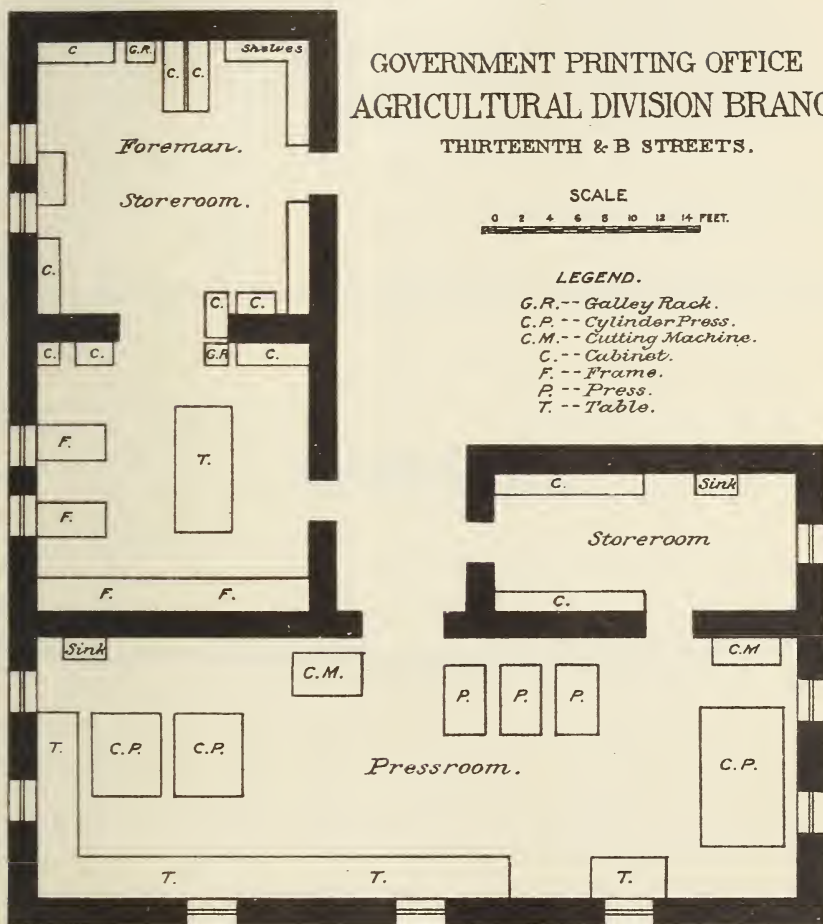 GOVERNMENT PRINTING OFFICE
AGRICULTURAL DIVISION BRANC
THIRTEENTH & B STREETS.
SCALE
0 2 4 6 8 10 12 14 FEET.
LEGEND.
G.R.-- Galley Rack.
C.P.-- Cylinder Press.
C.M.-- Cutting Machine.
C.-- Cabinet.
F.-- Frame.
P.-- Press.
T.-- Table.
C G.R. C. C. Shelves
Foreman.
Storeroom.
C.
C. C.
C. C. G.R C.
F. T.
F.
F. F.
C. Sink
Storeroom
C.
Sink C.M. C.M
P. P. P.
T. C.P. C.P. C.P.
Pressroom.
T. T. T.